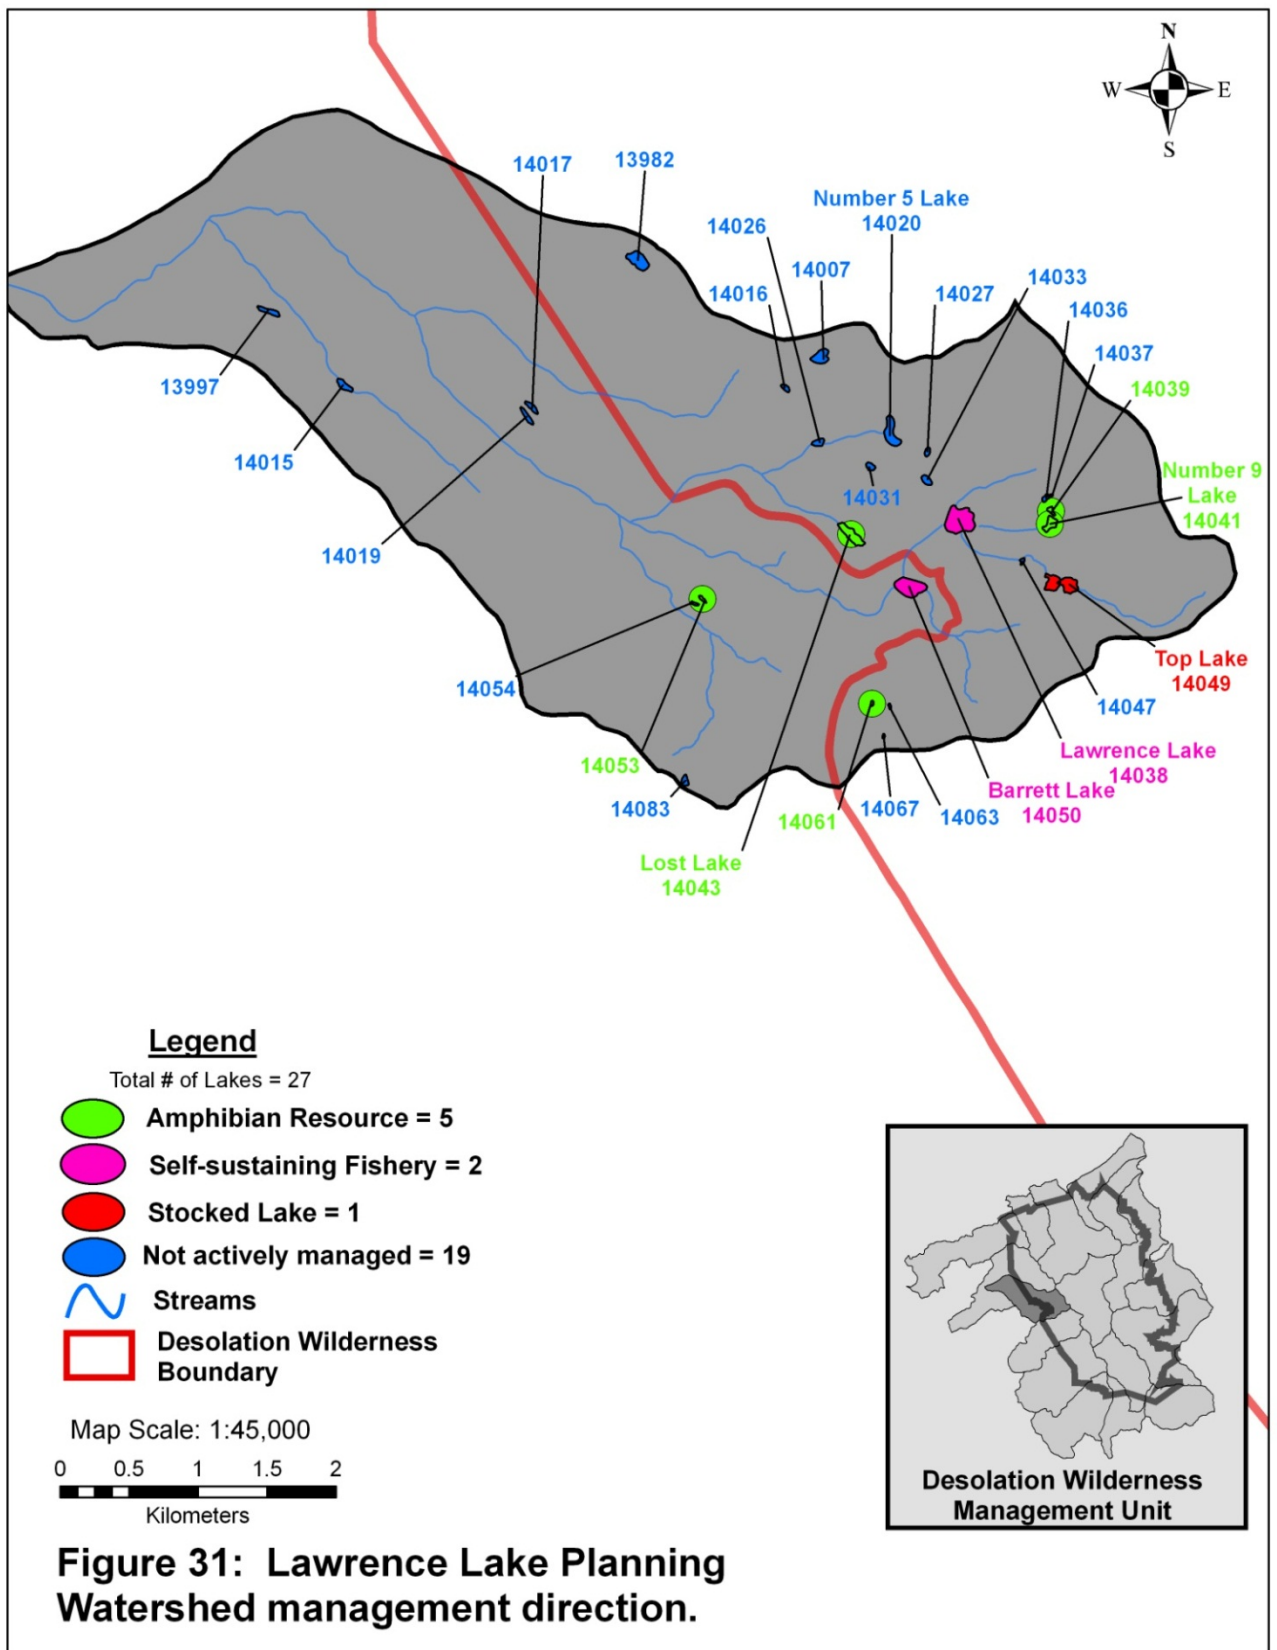 N
W E
S
14017
13982
Number 5 Lake
14020
14026
14007
14016
14027
14033
14036
14037
14039
Number 9
Lake
14041
13997
14015
14031
14019
14054
14053
14083
14061
14067
14063
14047
Top Lake
14049
Lawrence Lake
14038
Barrett Lake
14050
Lost Lake
14043
Legend
Total # of Lakes = 27
Amphibian Resource = 5
Self-sustaining Fishery = 2
Stocked Lake = 1
Not actively managed = 19
Streams
Desolation Wilderness
Boundary
Map Scale: 1:45,000
0 0.5 1 1.5 2
Kilometers
Desolation Wilderness
Management Unit
Figure 31: Lawrence Lake Planning
Watershed management direction.